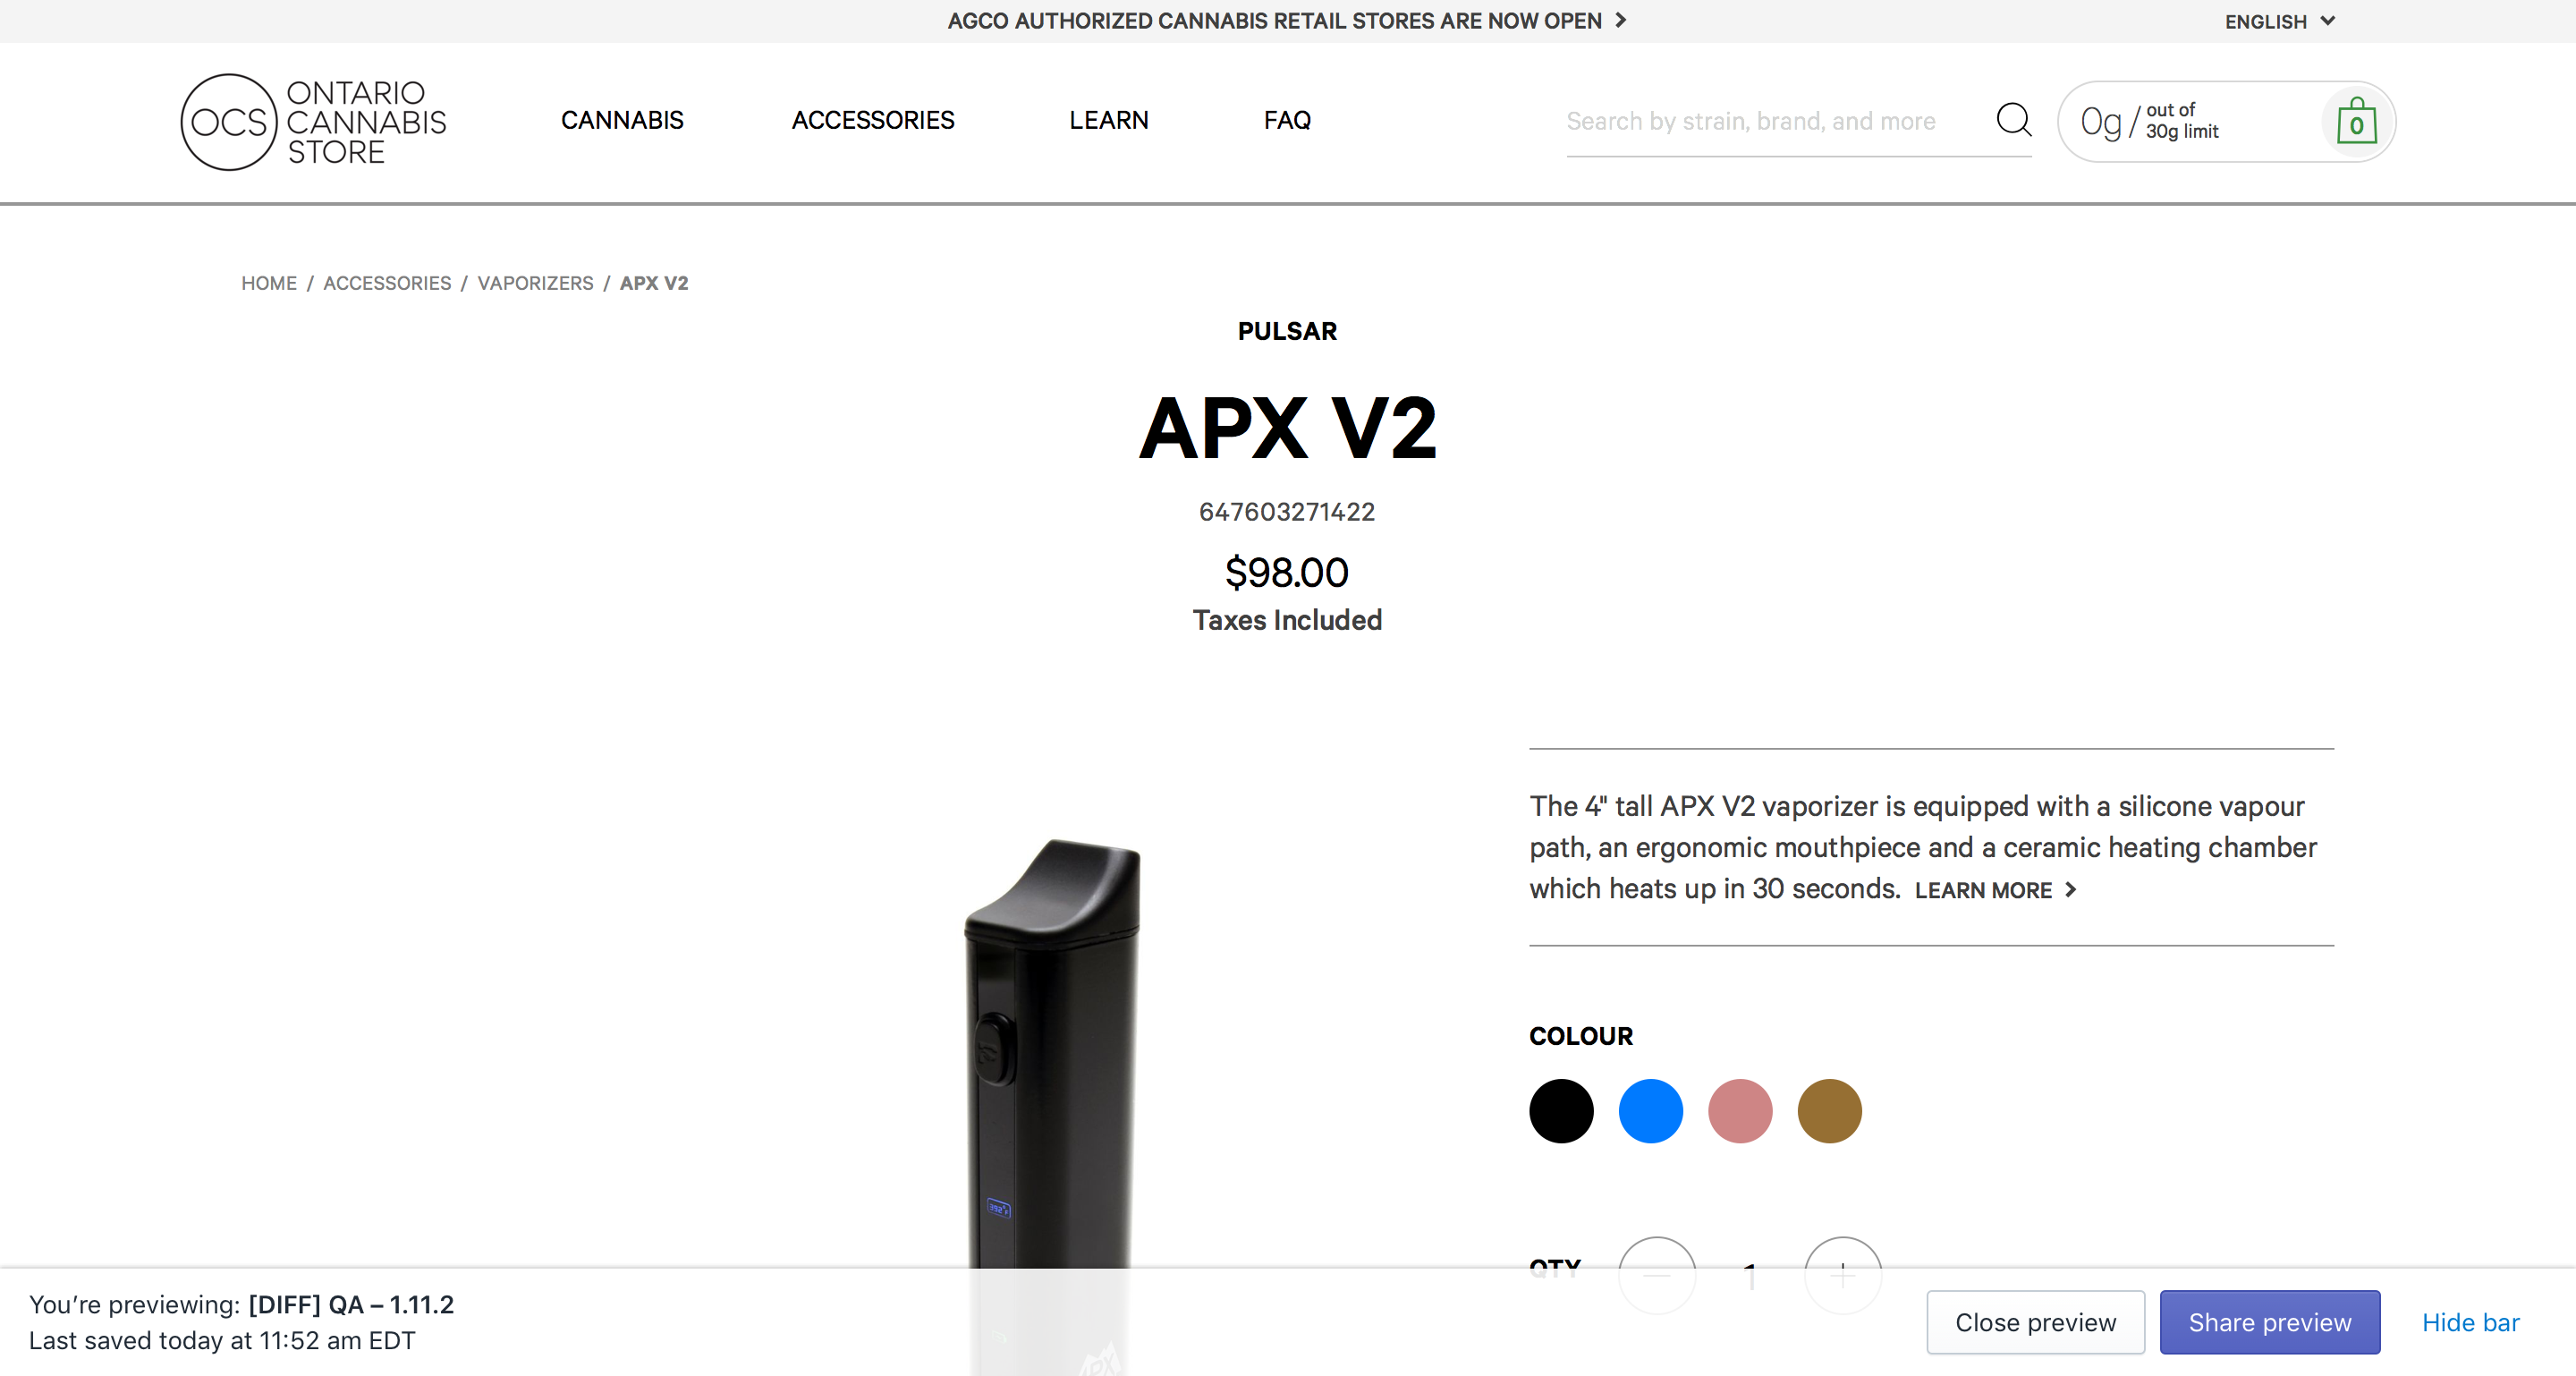 AGCO AUTHORIZED CANNABIS RETAIL STORES ARE NOW OPEN
ENGLISH
OCS
ONTARIO
CANNABIS
STORE
CANNABIS
ACCESSORIES
LEARN
FAQ
Search by strain, brand, and more
0g / out of
30g limit
0
HOME / ACCESSORIES / VAPORIZERS / APX V2
PULSAR
APX V2
647603271422
$98.00
Taxes Included
The 4" tall APX V2 vaporizer is equipped with a silicone vapour
path, an ergonomic mouthpiece and a ceramic heating chamber
which heats up in 30 seconds. LEARN MORE
COLOUR
392°F
QTY
1
APX
You're previewing: [DIFF] QA – 1.11.2
Last saved today at 11:52 am EDT
Close preview
Share preview
Hide bar